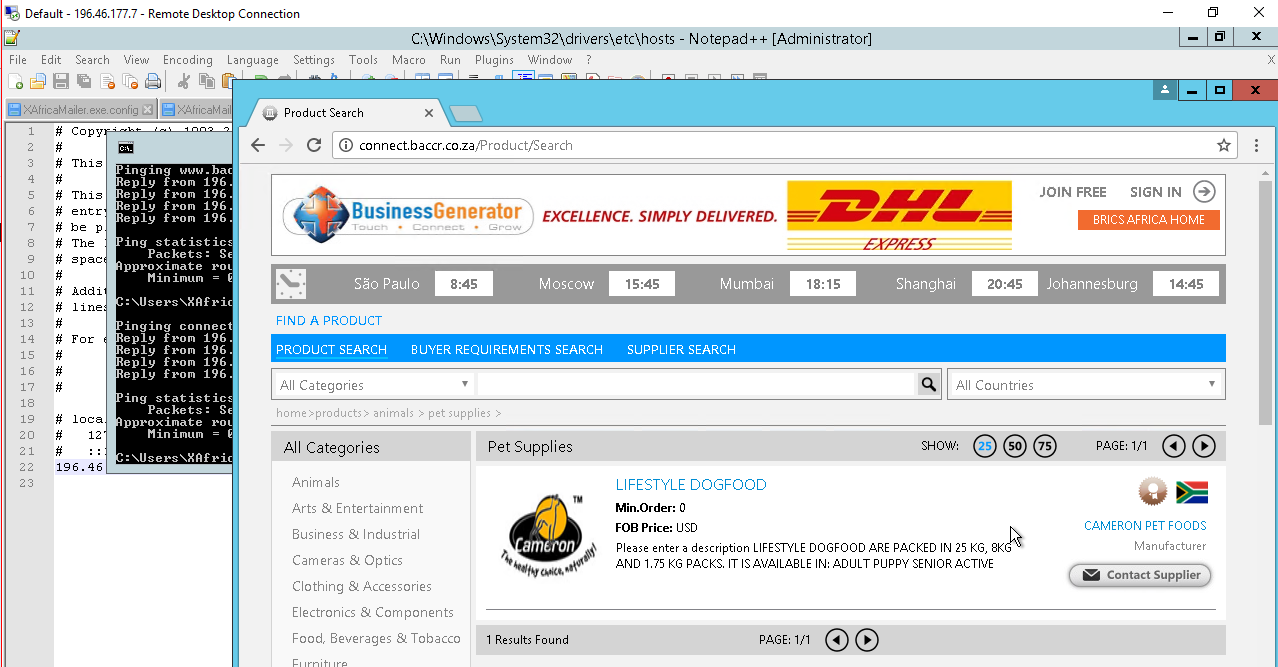 Default - 196.46.177.7 - Remote Desktop Connection
C:\Windows\System32\drivers\etc\hosts - Notepad++ [Administrator]
File Edit Search View Encoding Language Settings Tools Macro Run Plugins Window ?
XAfricaMailer.exe.config XAfricaMail
1 # Copyright (c) 1993-2
2 #
3 # This
4 #
5 # This
6 # entry
7 # be p
8 # The
9 # space
10 #
11 # Addit
12 # lines
13 #
14 # For e
15 #
16 #
17 #
18
19 # loca
20 # 127
21 # ::
22 196.46
23
Pinging www.bac
Reply from 196.
Reply from 196.
Reply from 196.
Reply from 196.
Ping statistics
Packets: Se
Approximate rou
Minimum = 0
C:\Users\XAfric
Pinging connect
Reply from 196.
Reply from 196.
Reply from 196.
Reply from 196.
Ping statistics
Packets: Se
Approximate rou
Minimum = 0
C:\Users\XAfric
Product Search
connect.baccr.co.za/Product/Search
BusinessGenerator
Touch • Connect • Grow
EXCELLENCE. SIMPLY DELIVERED.
DHL
EXPRESS
JOIN FREE SIGN IN
BRICS AFRICA HOME
São Paulo 8:45 Moscow 15:45 Mumbai 18:15 Shanghai 20:45 Johannesburg 14:45
FIND A PRODUCT
PRODUCT SEARCH BUYER REQUIREMENTS SEARCH SUPPLIER SEARCH
All Categories All Countries
home>products> animals > pet supplies >
All Categories
Animals
Arts & Entertainment
Business & Industrial
Cameras & Optics
Clothing & Accessories
Electronics & Components
Food, Beverages & Tobacco
Furniture
Pet Supplies SHOW: 25 50 75 PAGE: 1/1
Cameron TM
The healthy choice, naturally!
LIFESTYLE DOGFOOD
Min.Order: 0
FOB Price: USD
Please enter a description LIFESTYLE DOGFOOD ARE PACKED IN 25 KG, 8KG
AND 1.75 KG PACKS. IT IS AVAILABLE IN: ADULT PUPPY SENIOR ACTIVE
CAMERON PET FOODS
Manufacturer
Contact Supplier
1 Results Found PAGE: 1/1